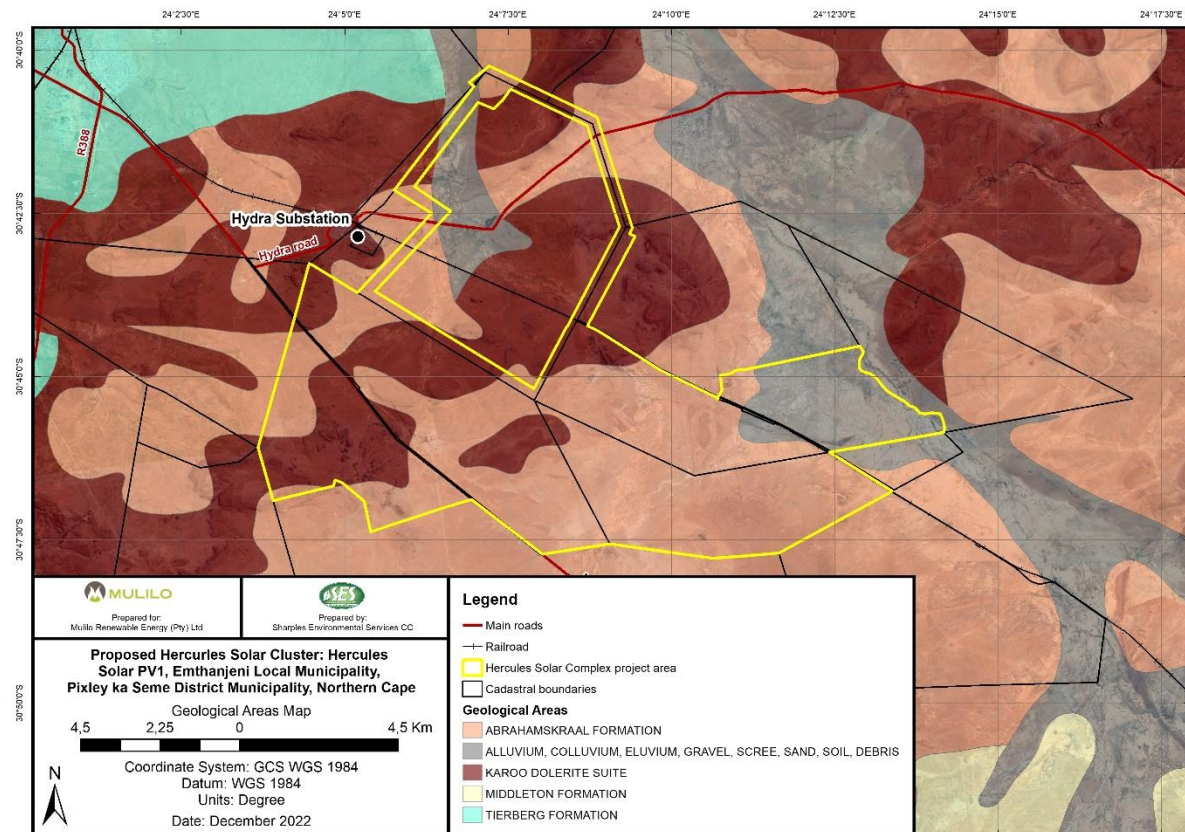 24°2'30"E 24°5'0"E 24°7'30"E 24°10'0"E 24°12'30"E 24°15'0"E 24°17'30"E
30°40'0"S
30°42'30"S
30°45'0"S
30°47'30"S
30°50'0"S
R388
Hydra Substation
Hydra road
MULILO
Prepared for:
Mulilo Renewable Energy (Pty) Ltd
SES
Prepared by:
Sharples Environmental Services CC
Proposed Hercurles Solar Cluster: Hercules
Solar PV1, Emthanjeni Local Municipality,
Pixley ka Seme District Municipality, Northern Cape
Geological Areas Map
4,5 2,25 0 4,5 Km
Coordinate System: GCS WGS 1984
Datum: WGS 1984
Units: Degree
Date: December 2022
N
Legend
Main roads
Railroad
Hercules Solar Complex project area
Cadastral boundaries
Geological Areas
ABRAHAMSKRAAL FORMATION
ALLUVIUM, COLLUVIUM, ELUVIUM, GRAVEL, SCREE, SAND, SOIL, DEBRIS
KAROO DOLERITE SUITE
MIDDLETON FORMATION
TIERBERG FORMATION